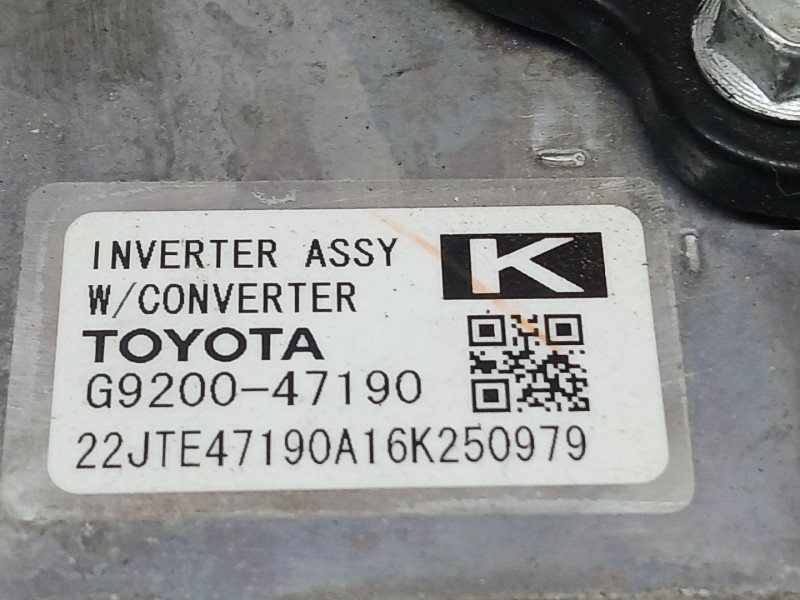 INVERTER ASSY K
W/CONVERTER
TOYOTA
G9200-47190
22JTE47190A16K250979